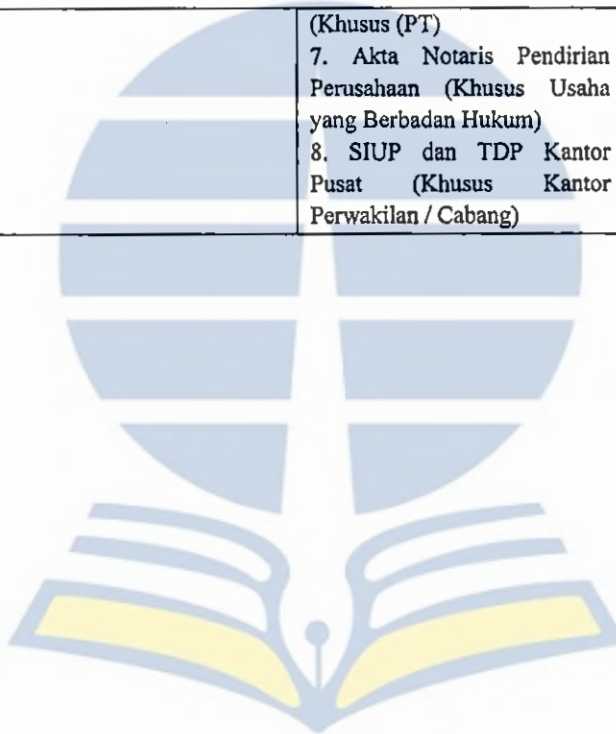 (Khusus (PT)
7. Akta Notaris Pendirian
Perusahaan (Khusus Usaha
yang Berbadan Hukum)
8. SIUP dan TDP Kantor
Pusat (Khusus Kantor
Perwakilan / Cabang)